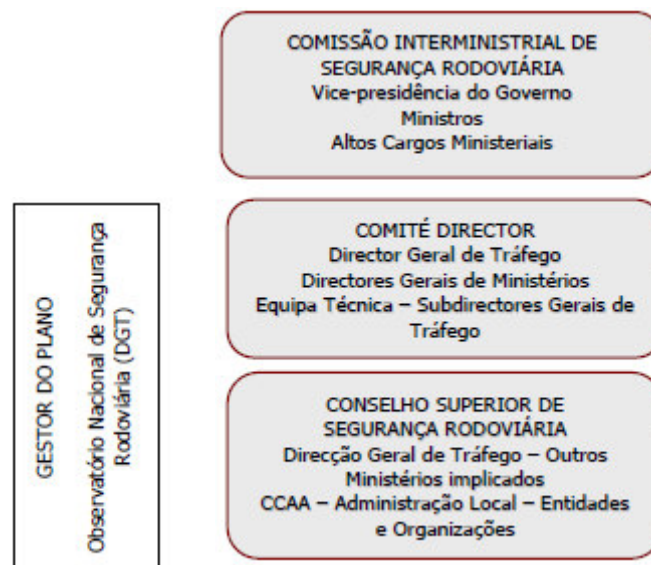 COMISSÃO INTERMINISTRIAL DE
SEGURANÇA RODOVIÁRIA
Vice-presidência do Governo
Ministros
Altos Cargos Ministeriais
GESTOR DO PLANO
Observatório Nacional de Segurança
Rodoviária (DGT)
COMITÉ DIRECTOR
Director Geral de Tráfego
Directores Gerais de Ministérios
Equipa Técnica – Subdirectores Gerais de
Tráfego
CONSELHO SUPERIOR DE
SEGURANÇA RODOVIÁRIA
Direcção Geral de Tráfego – Outros
Ministérios implicados
CCAA – Administração Local – Entidades
e Organizações